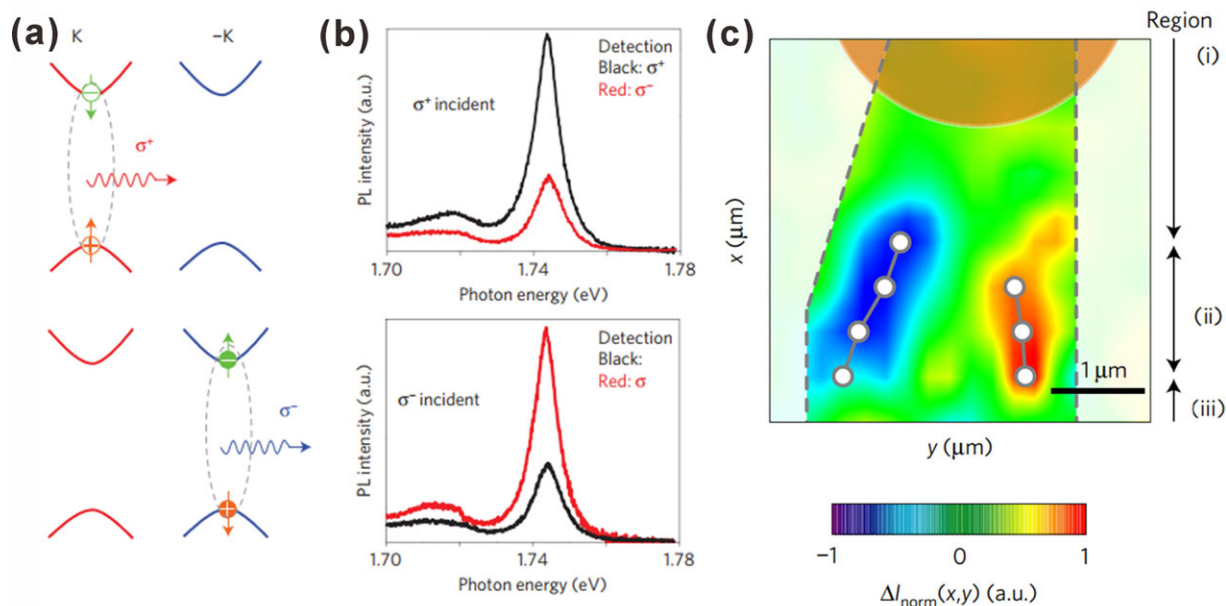 (a)
K
−K
σ+
σ−
(b)
PL intensity (a.u.)
σ+ incident
Detection
Black: σ+
Red: σ−
1.70
1.74
1.78
Photon energy (eV)
PL intensity (a.u.)
σ− incident
Detection
Black:
Red: σ
1.70
1.74
1.78
Photon energy (eV)
(c)
Region
(i)
(ii)
(iii)
x (μm)
1 μm
y (μm)
−1
0
1
ΔInorm(x,y) (a.u.)